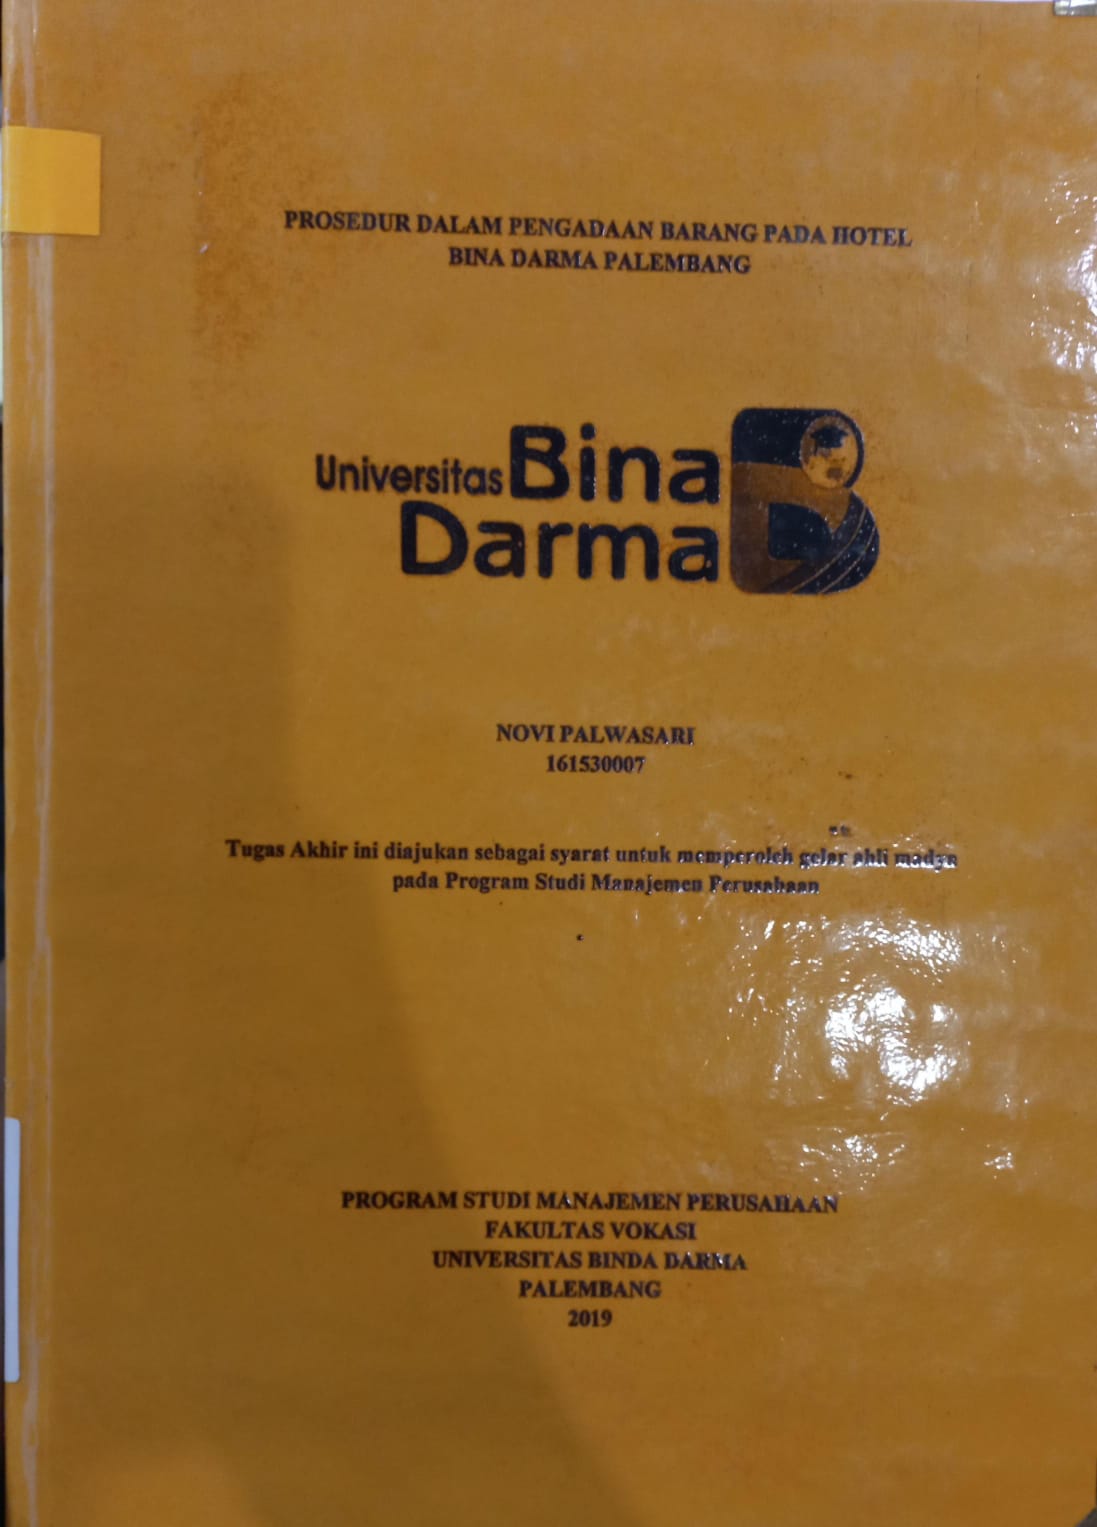 PROSEDUR DALAM PENGADAAN BARANG PADA HOTEL
BINA DARMA PALEMBANG
Universitas Bina
Darma
NOVI PALWASARI
161530007
Tugas Akhir ini diajukan sebagai syarat untuk memperoleh gelar ahli madya
pada Program Studi Manajemen Perusahaan
PROGRAM STUDI MANAJEMEN PERUSAHAAN
FAKULTAS VOKASI
UNIVERSITAS BINDA DARMA
PALEMBANG
2019